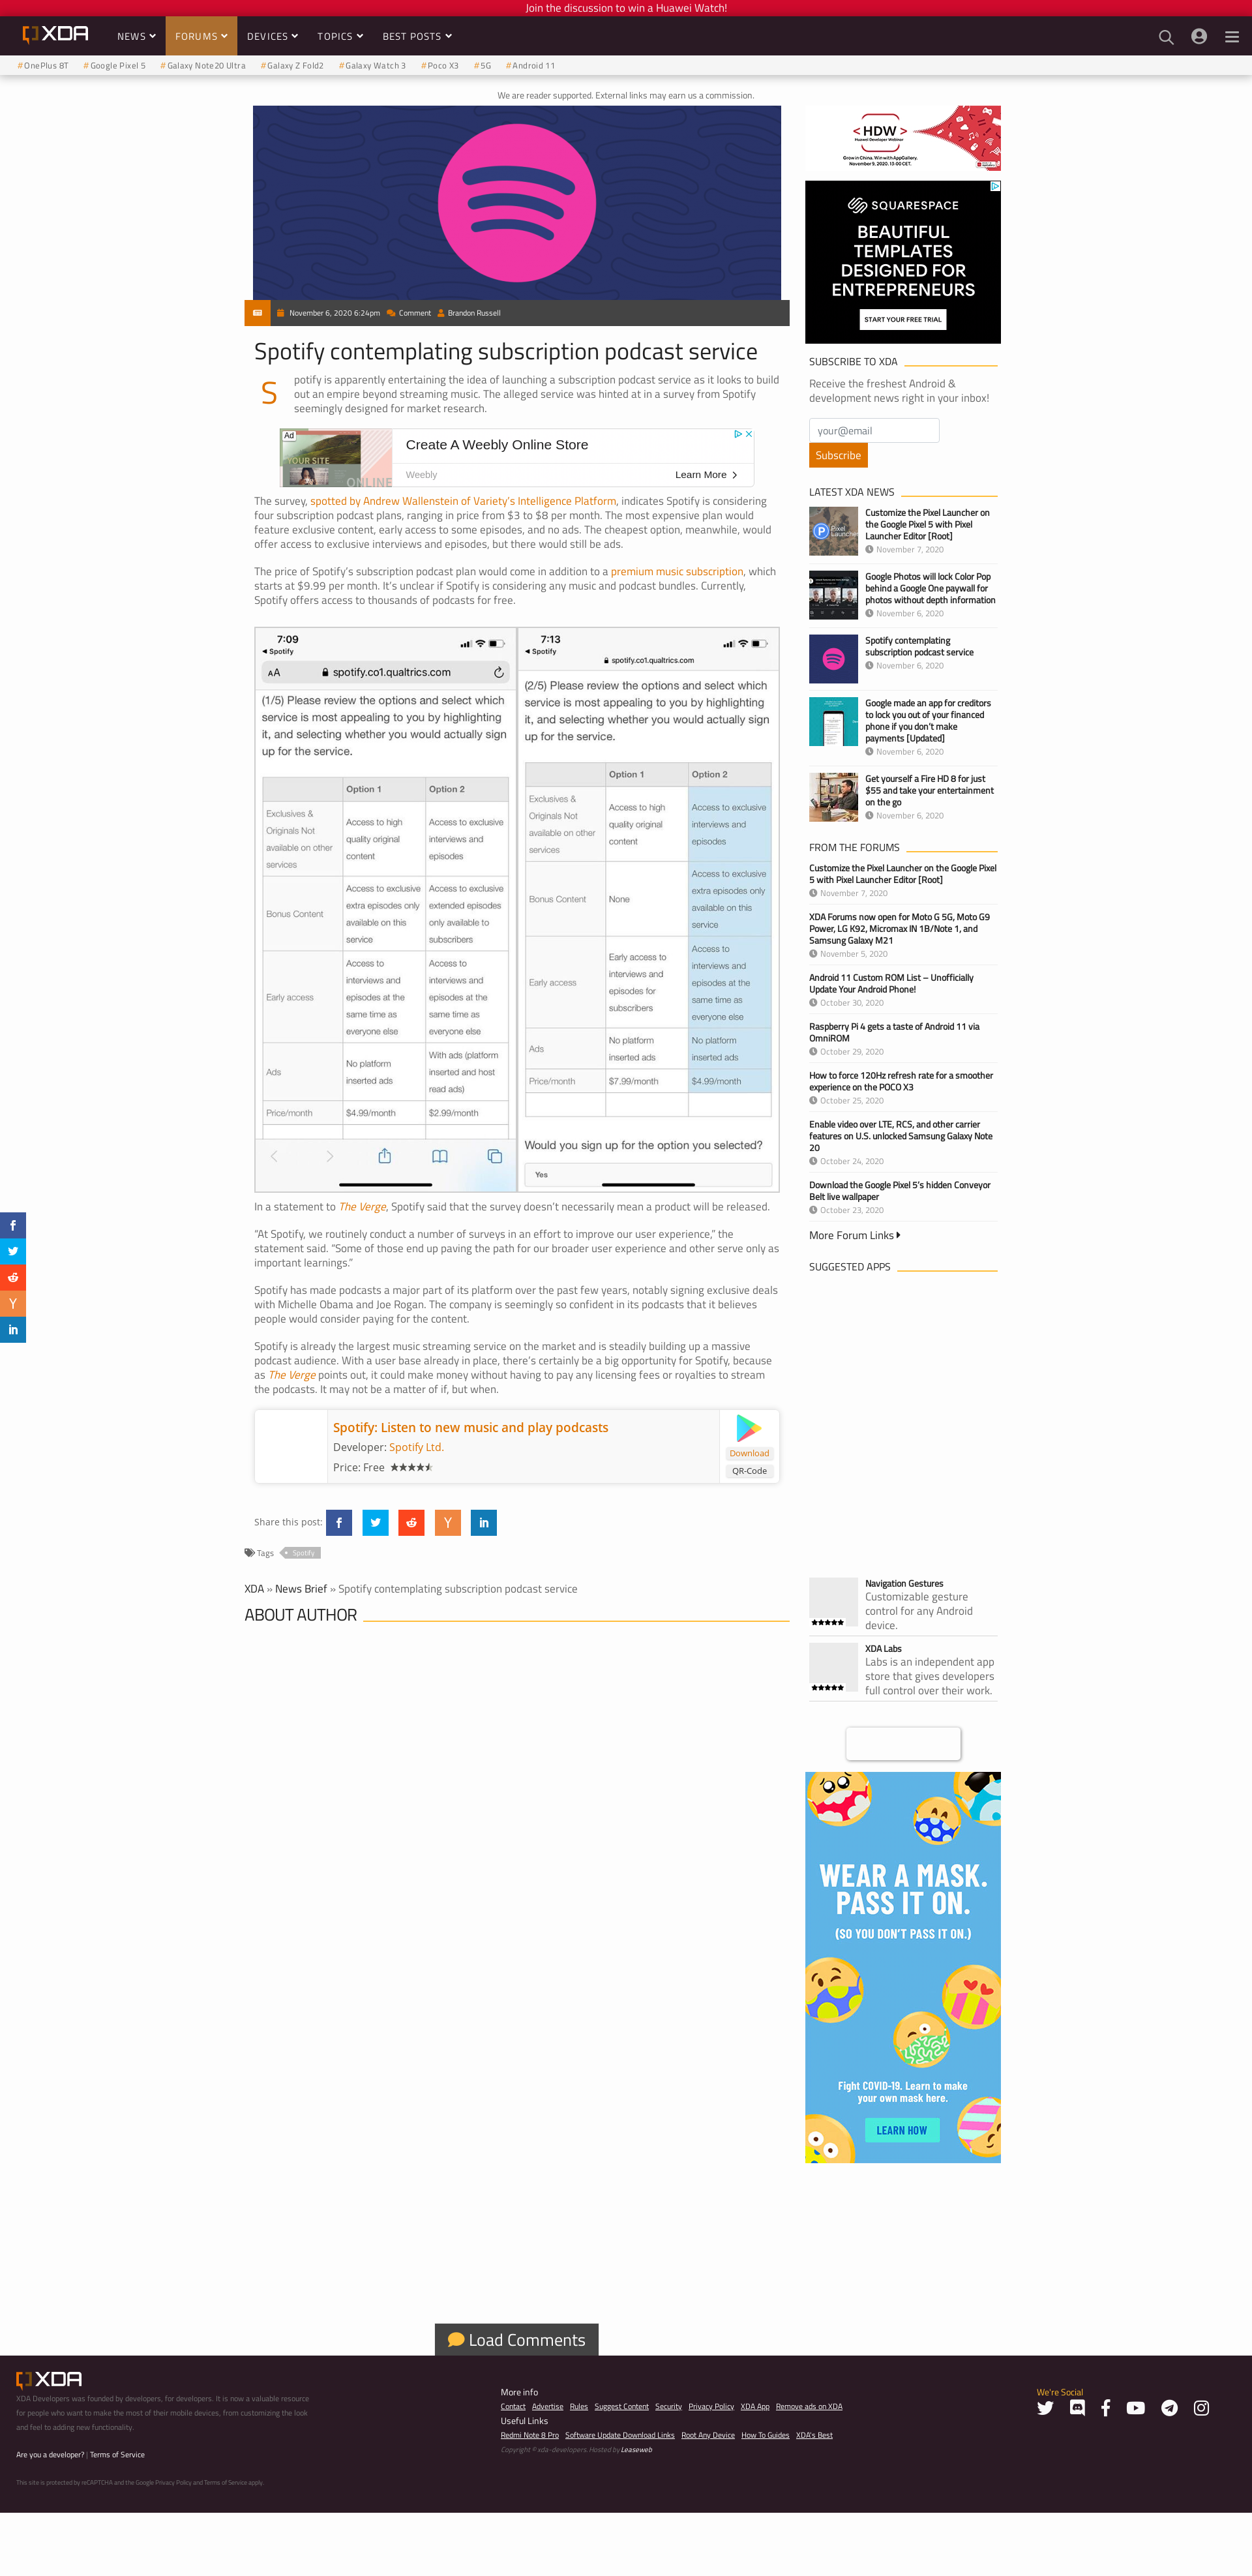 Join the discussion to win a Huawei Watch!
XDA NEWS FORUMS DEVICES TOPICS BEST POSTS
#OnePlus 8T #Google Pixel 5 #Galaxy Note20 Ultra #Galaxy Z Fold2 #Galaxy Watch 3 #Poco X3 #5G #Android 11
We are reader supported. External links may earn us a commission.
November 6, 2020 6:24pm Comment Brandon Russell
Spotify contemplating subscription podcast service
Spotify is apparently entertaining the idea of launching a subscription podcast service as it looks to build
out an empire beyond streaming music. The alleged service was hinted at in a survey from Spotify
seemingly designed for market research.
Ad
YOUR SITE
ONLINE
Create A Weebly Online Store
Weebly
Learn More
The survey, spotted by Andrew Wallenstein of Variety's Intelligence Platform, indicates Spotify is considering
four subscription podcast plans, ranging in price from $3 to $8 per month. The most expensive plan would
feature exclusive content, early access to some episodes, and no ads. The cheapest option, meanwhile, would
offer access to exclusive interviews and episodes, but there would still be ads.
The price of Spotify's subscription podcast plan would come in addition to a premium music subscription, which
starts at $9.99 per month. It's unclear if Spotify is considering any music and podcast bundles. Currently,
Spotify offers access to thousands of podcasts for free.
7:09
Spotify
AA spotify.co1.qualtrics.com
(1/5) Please review the options and select which
service is most appealing to you by highlighting
it, and selecting whether you would actually sign
up for the service.
Option 1 Option 2
Exclusives &
Originals Not
available on other
services
Access to high
quality original
content
Access to exclusive
interviews and
episodes
Bonus Content
Access to exclusive
extra episodes only
available on this
service
Access to exclusive
extended episodes
only available to
subscribers
Early access
Access to
interviews and
episodes at the
same time as
everyone else
Access to
interviews and
episodes at the
same time as
everyone else
Ads
No platform
inserted ads
With ads (platform
inserted and host
read ads)
Price/month $4.99/month $2.99/month
7:13
Spotify
spotify.co1.qualtrics.com
(2/5) Please review the options and select which
service is most appealing to you by highlighting
it, and selecting whether you would actually sign
up for the service.
Option 1 Option 2
Exclusives &
Originals Not
available on other
services
Access to high
quality original
content
Access to exclusive
interviews and
episodes
Bonus Content
None
Access to exclusive
extra episodes only
available on this
service
Early access
Early access to
interviews and
episodes for
subscribers
Access to
interviews and
episodes at the
same time as
everyone else
Ads
No platform
inserted ads
No platform
inserted ads
Price/month $7.99/month $4.99/month
Would you sign up for the option you selected?
Yes
In a statement to The Verge, Spotify said that the survey doesn't necessarily mean a product will be released.
“At Spotify, we routinely conduct a number of surveys in an effort to improve our user experience,” the
statement said. “Some of those end up paving the path for our broader user experience and other serve only as
important learnings.”
Spotify has made podcasts a major part of its platform over the past few years, notably signing exclusive deals
with Michelle Obama and Joe Rogan. The company is seemingly so confident in its podcasts that it believes
people would consider paying for the content.
Spotify is already the largest music streaming service on the market and is steadily building up a massive
podcast audience. With a user base already in place, there's certainly be a big opportunity for Spotify, because
as The Verge points out, it could make money without having to pay any licensing fees or royalties to stream
the podcasts. It may not be a matter of if, but when.
Spotify: Listen to new music and play podcasts
Developer: Spotify Ltd.
Price: Free
Download
QR-Code
Share this post:
Tags Spotify
XDA » News Brief » Spotify contemplating subscription podcast service
ABOUT AUTHOR
Load Comments
< HDW >
Huawei Developer Webinar
Grow in China. Win with AppGallery.
November 9, 2020. 13:00 CET.
SQUARESPACE
BEAUTIFUL
TEMPLATES
DESIGNED FOR
ENTREPRENEURS
START YOUR FREE TRIAL
SUBSCRIBE TO XDA
Receive the freshest Android &
development news right in your inbox!
your@email
Subscribe
LATEST XDA NEWS
Customize the Pixel Launcher on
the Google Pixel 5 with Pixel
Launcher Editor [Root]
November 7, 2020
Google Photos will lock Color Pop
behind a Google One paywall for
photos without depth information
November 6, 2020
Spotify contemplating
subscription podcast service
November 6, 2020
Google made an app for creditors
to lock you out of your financed
phone if you don't make
payments [Updated]
November 6, 2020
Get yourself a Fire HD 8 for just
$55 and take your entertainment
on the go
November 6, 2020
FROM THE FORUMS
Customize the Pixel Launcher on the Google Pixel
5 with Pixel Launcher Editor [Root]
November 7, 2020
XDA Forums now open for Moto G 5G, Moto G9
Power, LG K92, Micromax IN 1B/Note 1, and
Samsung Galaxy M21
November 5, 2020
Android 11 Custom ROM List – Unofficially
Update Your Android Phone!
October 30, 2020
Raspberry Pi 4 gets a taste of Android 11 via
OmniROM
October 29, 2020
How to force 120Hz refresh rate for a smoother
experience on the POCO X3
October 25, 2020
Enable video over LTE, RCS, and other carrier
features on U.S. unlocked Samsung Galaxy Note
20
October 24, 2020
Download the Google Pixel 5's hidden Conveyor
Belt live wallpaper
October 23, 2020
More Forum Links
SUGGESTED APPS
Navigation Gestures
Customizable gesture
control for any Android
device.
XDA Labs
Labs is an independent app
store that gives developers
full control over their work.
WEAR A MASK.
PASS IT ON.
(SO YOU DON'T PASS IT ON.)
Fight COVID-19. Learn to make
your own mask here.
LEARN HOW
XDA
XDA Developers was founded by developers, for developers. It is now a valuable resource
for people who want to make the most of their mobile devices, from customizing the look
and feel to adding new functionality.
Are you a developer? | Terms of Service
This site is protected by reCAPTCHA and the Google Privacy Policy and Terms of Service apply.
More info
Contact Advertise Rules Suggest Content Security Privacy Policy XDA App Remove ads on XDA
Useful Links
Redmi Note 8 Pro Software Update Download Links Root Any Device How To Guides XDA's Best
Copyright © xda-developers. Hosted by Leaseweb
We're Social